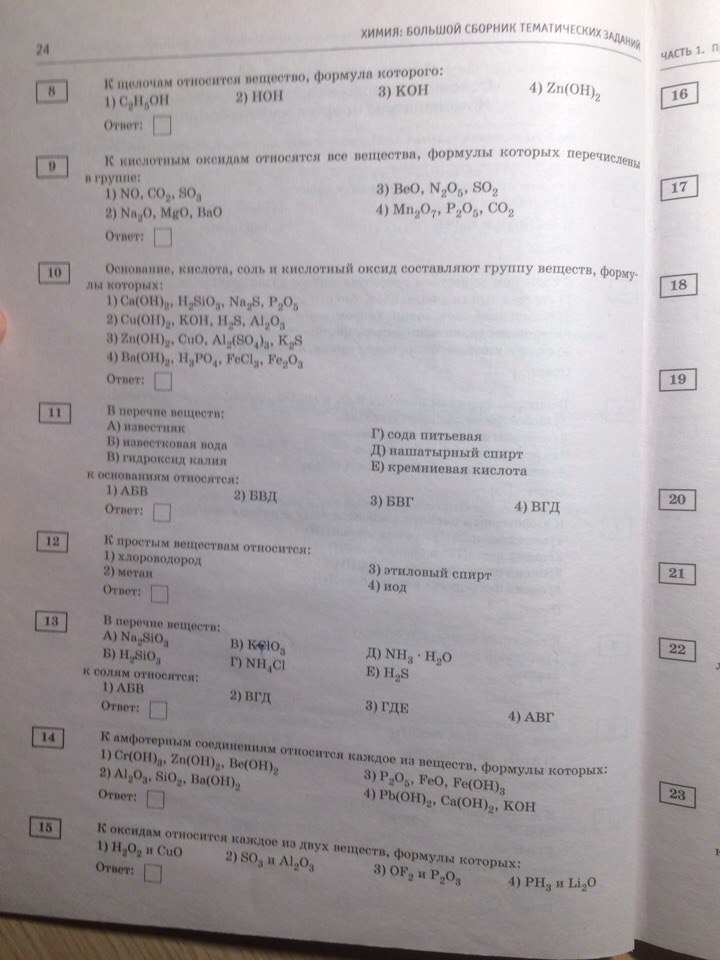 24
ХИМИЯ: БОЛЬШОЙ СБОРНИК ТЕМАТИЧЕСКИХ ЗАДАНИЙ
8
К щелочам относится вещество, формула которого:
1) C₂H₅OH 2) HOH 3) KOH 4) Zn(OH)₂
Ответ:
9
К кислотным оксидам относятся все вещества, формулы которых перечислены
в группе:
1) NO, CO₂, SO₃ 3) BeO, N₂O₅, SO₂
2) Na₂O, MgO, BaO 4) Mn₂O₇, P₂O₅, CO₂
Ответ:
10
Основание, кислота, соль и кислотный оксид составляют группу веществ, форму-
лы которых:
1) Ca(OH)₂, H₂SiO₃, Na₂S, P₂O₅
2) Cu(OH)₂, KOH, H₂S, Al₂O₃
3) Zn(OH)₂, CuO, Al₂(SO₄)₃, K₂S
4) Ba(OH)₂, H₃PO₄, FeCl₃, Fe₂O₃
Ответ:
11
В перечне веществ:
А) известняк Г) сода питьевая
Б) известковая вода Д) нашатырный спирт
В) гидроксид калия Е) кремниевая кислота
к основаниям относятся:
1) АБВ 2) БВД 3) БВГ 4) ВГД
Ответ:
12
К простым веществам относится:
1) хлороводород 3) этиловый спирт
2) метан 4) иод
Ответ:
13
В перечне веществ:
А) Na₂SiO₃ В) KClO₃ Д) NH₃ · H₂O
Б) H₂SiO₃ Г) NH₄Cl Е) H₂S
к солям относятся:
1) АБВ 2) ВГД 3) ГДЕ 4) АВГ
Ответ:
14
К амфотерным соединениям относится каждое из веществ, формулы которых:
1) Cr(OH)₃, Zn(OH)₂, Be(OH)₂ 3) P₂O₅, FeO, Fe(OH)₃
2) Al₂O₃, SiO₂, Ba(OH)₂ 4) Pb(OH)₂, Ca(OH)₂, KOH
Ответ:
15
К оксидам относится каждое из двух веществ, формулы которых:
1) H₂O₂ и CuO 2) SO₃ и Al₂O₃ 3) OF₂ и P₂O₃ 4) PH₃ и Li₂O
Ответ:
ЧАСТЬ 1.
16
17
18
19
20
21
22
23